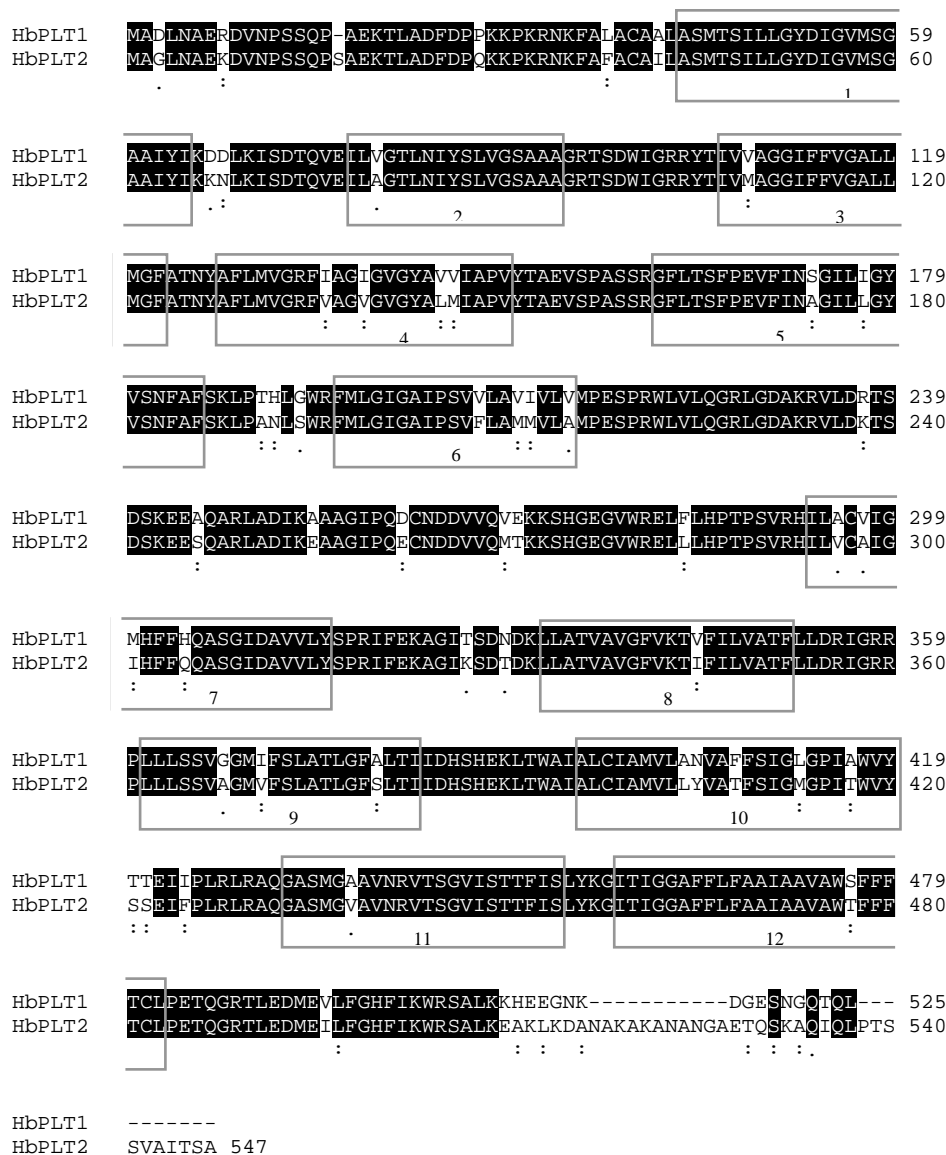 HbPLT1 MADLNAERDVNPSSQP-AEKTLADFDPPKKPKRNKFALACAALASMTSILLGYDIGVMSG 59
HbPLT2 MAGLNAEKDVNPSSQPSAEKTLADFDPQKKPKRNKFAFACAILASMTSILLGYDIGVMSG 60
. : :
1
HbPLT1 AAIYIKDDLKISDTQVEILVGTLNIYSLVGSAAAGRTSDWIGRRYTIVVAGGIFFVGALL 119
HbPLT2 AAIYIKKNLKISDTQVEILAGTLNIYSLVGSAAAGRTSDWIGRRYTIVMAGGIFFVGALL 120
. : . :
2 3
HbPLT1 MGFATNYAFLMVGRFIAGIGVGYAVVIAPVYTAEVSPASSRGFLTSFPEVFINSGILIGY 179
HbPLT2 MGFATNYAFLMVGRFVAGVGVGYALMIAPVYTAEVSPASSRGFLTSFPEVFINAGILLGY 180
: : :: : :
4 5
HbPLT1 VSNFAFSKLPTHLGWRFMLGIGAIPSVVLAVIVLVMPESPRWLVLQGRLGDAKRVLDRTS 239
HbPLT2 VSNFAFSKLPANLSWRFMLGIGAIPSVFLAMMVLAMPESPRWLVLQGRLGDAKRVLDKTS 240
:: . :: . :
6
HbPLT1 DSKEEAQARLADIKAAAGIPQDCNDDVVQVEKKSHGEGVWRELFLHPTPSVRHILACVIG 299
HbPLT2 DSKEESQARLADIKEAAGIPQECNDDVVQMTKKSHGEGVWRELLLHPTPSVRHILVCAIG 300
: : : : . .
HbPLT1 MHFFHQASGIDAVVLYSPRIFEKAGITSDNDKLLATVAVGFVKTVFILVATFLLDRIGRR 359
HbPLT2 IHFFQQASGIDAVVLYSPRIFEKAGIKSDTDKLLATVAVGFVKTIFILVATFLLDRIGRR 360
: : . . :
7 8
HbPLT1 PLLLSSVGGMIFSLATLGFALTIIDHSHEKLTWAIALCIAMVLANVAFFSIGLGPIAWVY 419
HbPLT2 PLLLSSVAGMVFSLATLGFSLTIIDHSHEKLTWAIALCIAMVLLYVATFSIGMGPITWVY 420
. : : : :
9 10
HbPLT1 TTEIIPLRLRAQGASMGAAVNRVTSGVISTTFISLYKGITIGGAFFLFAAIAAVAWSFFF 479
HbPLT2 SSEIFPLRLRAQGASMGVAVNRVTSGVISTTFISLYKGITIGGAFFLFAAIAAVAWTFFF 480
:: : . :
11 12
HbPLT1 TCLPETQGRTLEDMEVLFGHFIKWRSALKKHEEGNK-----------DGESNGQTQL--- 525
HbPLT2 TCLPETQGRTLEDMEILFGHFIKWRSALKEAKLKDANAKAKANANGAETQSKAQIQLPTS 540
: : : : : : :.
HbPLT1 -------
HbPLT2 SVAITSA 547